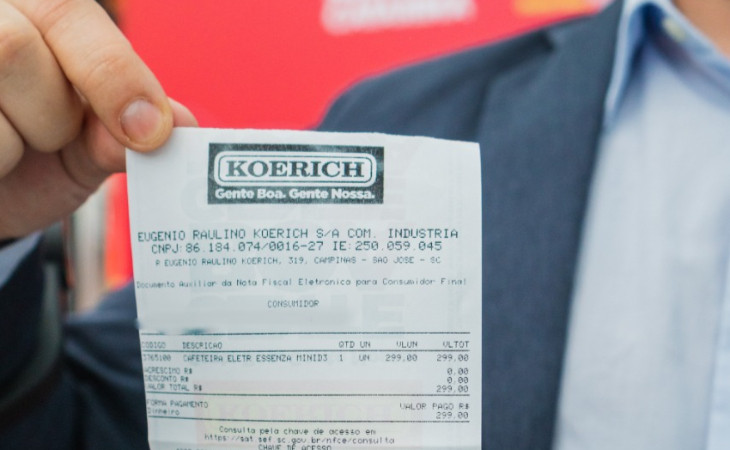 KOERICH
Gente Boa. Gente Nossa.
EUGENIO RAULINO KOERICH S/A COM. INDUSTRIA
CNPJ:86.184.074/0016-27 IE:250.059.045
R EUGENIO RAULINO KOERICH, 319, CAMPINAS - SAO JOSE - SC
Documento Auxiliar da Nota Fiscal Eletronica para Consumidor Final
CONSUMIDOR
CODIGO DESCRICAO QTD UN VLUN VLTOT
CAFETEIRA ELETR ESSENZA MINID3 1 UN 299,00 299,00
ACRESCIMO R$ 0.00
DESCONTO R$ 0.00
VALOR TOTAL R$ 299.00
FORMA PAGAMENTO VALOR PAGO R$
Dinheiro 299.00
Consulta pela chave de acesso em
https://sat.sef.sc.gov.br/nfce/consulta
CHAVE DE ACESSO